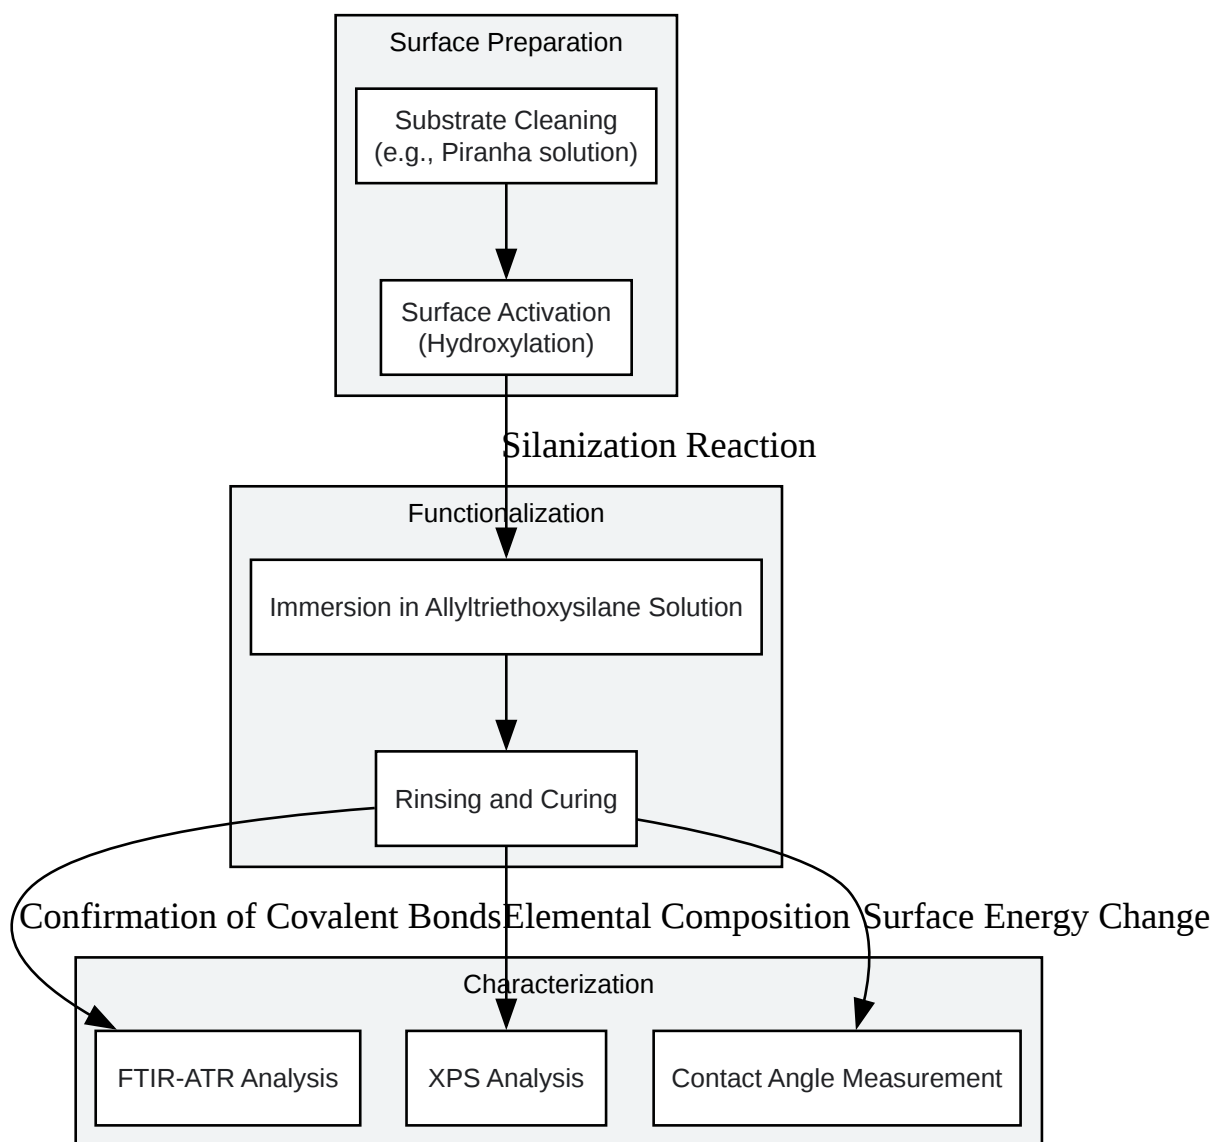 Surface Preparation
Substrate Cleaning
(e.g., Piranha solution)
Surface Activation
(Hydroxylation)
Silanization Reaction
Functionalization
Immersion in Allyltriethoxysilane Solution
Rinsing and Curing
Confirmation of Covalent Bonds
Elemental Composition
Surface Energy Change
Characterization
FTIR-ATR Analysis
XPS Analysis
Contact Angle Measurement